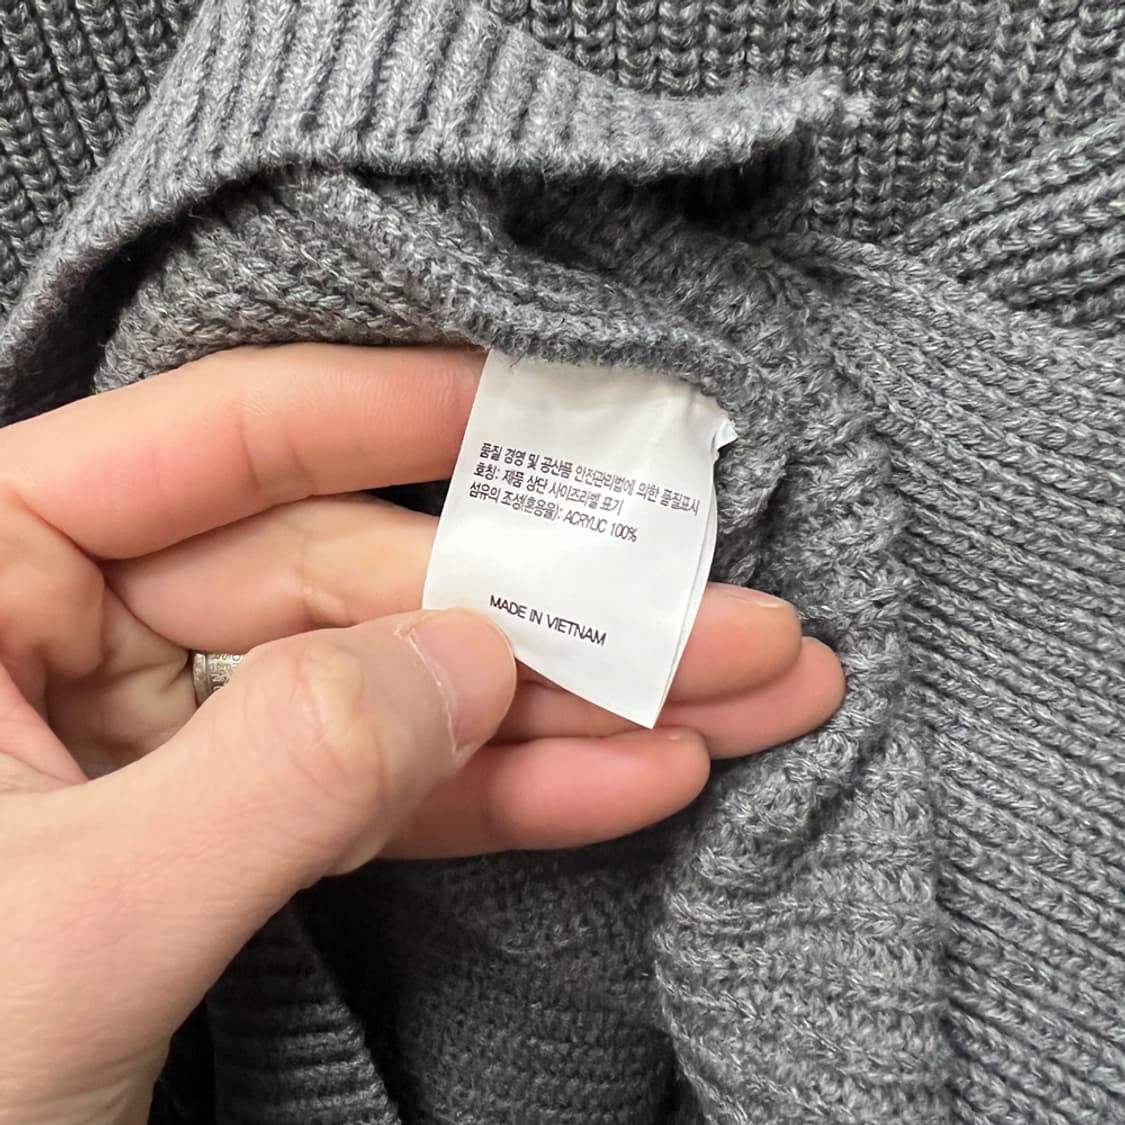 품질 경영 및 공산품 안전관리법에 의한 품질표시
호칭: 제품 상단 사이즈라벨 표기
섬유의 조성(혼용율): ACRYLIC 100%
MADE IN VIETNAM